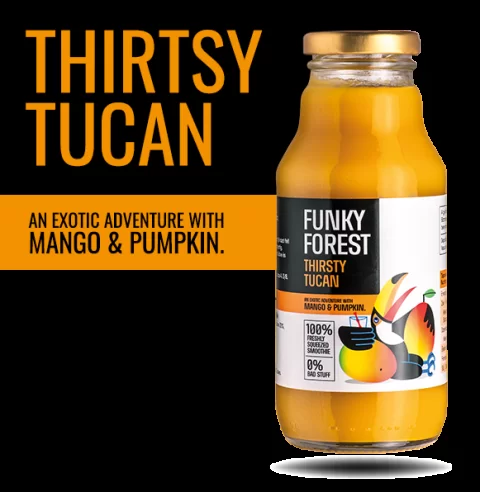 THIRTSY
TUCAN
AN EXOTIC ADVENTURE WITH
MANGO & PUMPKIN.
FUNKY
FOREST
THIRSTY
TUCAN
AN EXOTIC ADVENTURE WITH
MANGO & PUMPKIN.
100%
FRESHLY
SQUEEZED
SMOOTHIE
0%
BAD STUFF